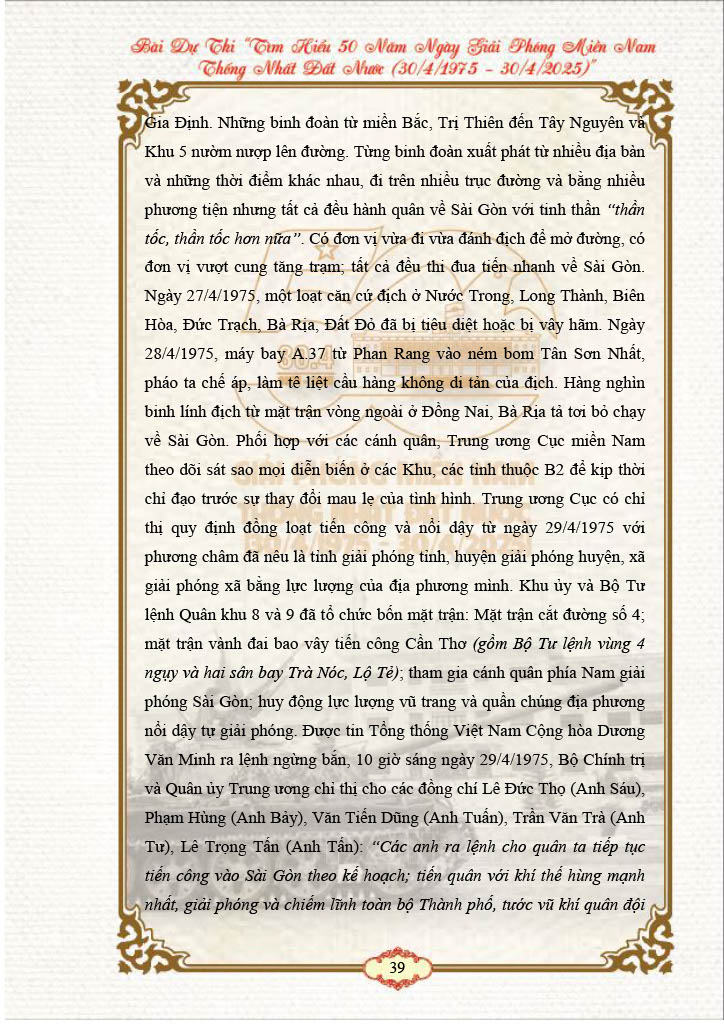 Bài Dự Thi “Tìm Hiểu 50 Năm Ngày Giải Phóng Miền Nam
Thống Nhất Đất Nước (30/4/1975 – 30/4/2025)”
Gia Định. Những binh đoàn từ miền Bắc, Trị Thiên đến Tây Nguyên và
Khu 5 nườm nượp lên đường. Từng binh đoàn xuất phát từ nhiều địa bàn
và những thời điểm khác nhau, đi trên nhiều trục đường và bằng nhiều
phương tiện nhưng tất cả đều hành quân về Sài Gòn với tinh thần “thần
tốc, thần tốc hơn nữa”. Có đơn vị vừa đi vừa đánh địch để mở đường, có
đơn vị vượt cung tăng trạm; tất cả đều thi đua tiến nhanh về Sài Gòn.
Ngày 27/4/1975, một loạt căn cứ địch ở Nước Trong, Long Thành, Biên
Hòa, Đức Trạch, Bà Rịa, Đất Đỏ đã bị tiêu diệt hoặc bị vây hãm. Ngày
28/4/1975, máy bay A.37 từ Phan Rang vào ném bom Tân Sơn Nhất,
pháo ta chế áp, làm tê liệt cầu hàng không di tản của địch. Hàng nghìn
binh lính địch từ mặt trận vòng ngoài ở Đồng Nai, Bà Rịa tả tơi bỏ chạy
về Sài Gòn. Phối hợp với các cánh quân, Trung ương Cục miền Nam
theo dõi sát sao mọi diễn biến ở các Khu, các tỉnh thuộc B2 để kịp thời
chỉ đạo trước sự thay đổi mau lẹ của tình hình. Trung ương Cục có chỉ
thị quy định đồng loạt tiến công và nổi dậy từ ngày 29/4/1975 với
phương châm đã nêu là tỉnh giải phóng tỉnh, huyện giải phóng huyện, xã
giải phóng xã bằng lực lượng của địa phương mình. Khu ủy và Bộ Tư
lệnh Quân khu 8 và 9 đã tổ chức bốn mặt trận: Mặt trận cắt đường số 4;
mặt trận vành đai bao vây tiến công Cần Thơ (gồm Bộ Tư lệnh vùng 4
ngụy và hai sân bay Trà Nóc, Lộ Tẻ); tham gia cánh quân phía Nam giải
phóng Sài Gòn; huy động lực lượng vũ trang và quần chúng địa phương
nổi dậy tự giải phóng. Được tin Tổng thống Việt Nam Cộng hòa Dương
Văn Minh ra lệnh ngừng bắn, 10 giờ sáng ngày 29/4/1975, Bộ Chính trị
và Quân ủy Trung ương chỉ thị cho các đồng chí Lê Đức Thọ (Anh Sáu),
Phạm Hùng (Anh Bảy), Văn Tiến Dũng (Anh Tuấn), Trần Văn Trà (Anh
Tư), Lê Trọng Tấn (Anh Tấn): “Các anh ra lệnh cho quân ta tiếp tục
tiến công vào Sài Gòn theo kế hoạch; tiến quân với khí thế hùng mạnh
nhất, giải phóng và chiếm lĩnh toàn bộ Thành phố, tước vũ khí quân đội
50
30.4
GIẢI PHÓNG MIỀN NAM
THỐNG NHẤT ĐẤT NƯỚC
(30/4/1975 - 30/4/2025)
39